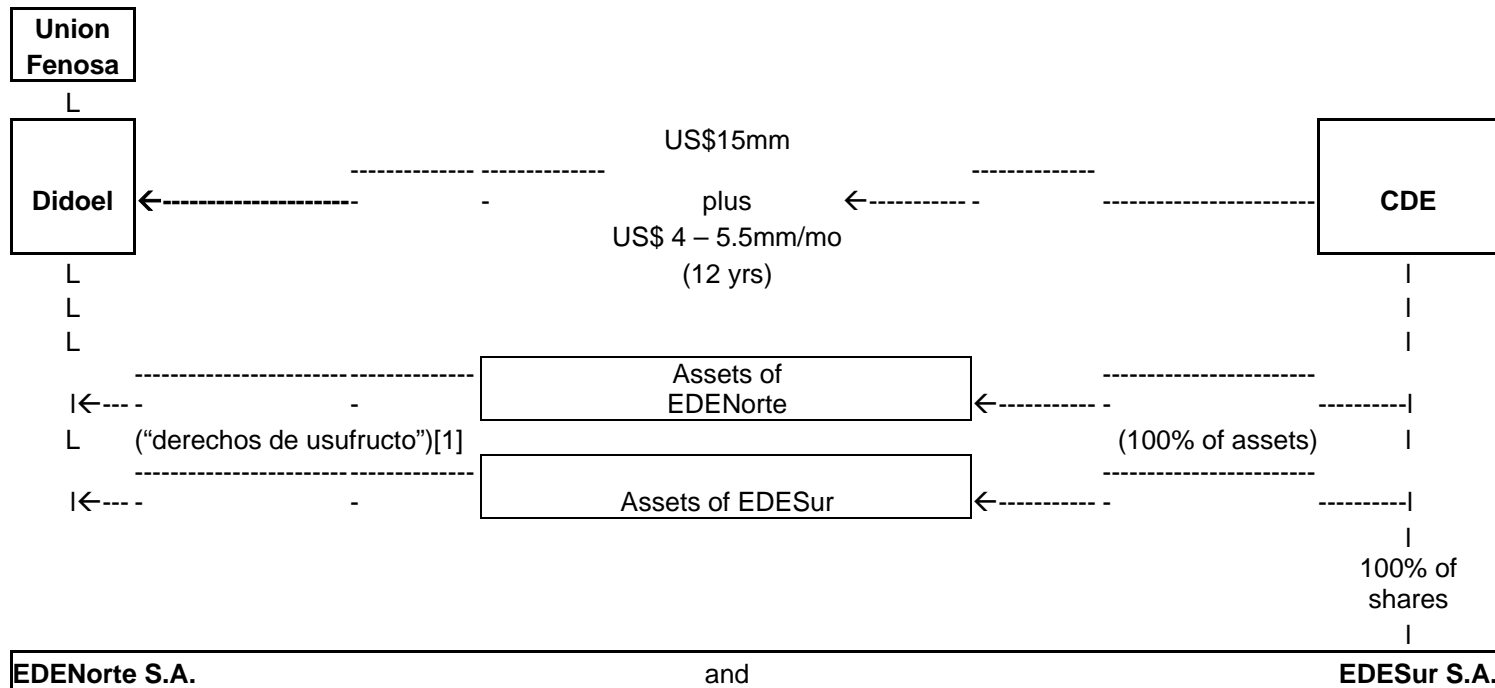 Union
Fenosa
L
US$15mm
-------------- -------------- --------------
Didoel ←--------------------- - plus ←----------- - ------------------------ CDE
US$ 4 – 5.5mm/mo
L (12 yrs) I
L I
L I
------------------------ -------------- Assets of ------------------------
I←--- - - EDENorte ←----------- - ----------I
L (“derechos de usufructo”)[1] (100% of assets) I
------------------------ -------------- ------------------------
I←--- - - Assets of EDESur ←----------- - ----------I
I
100% of
shares
I
EDENorte S.A. and EDESur S.A.